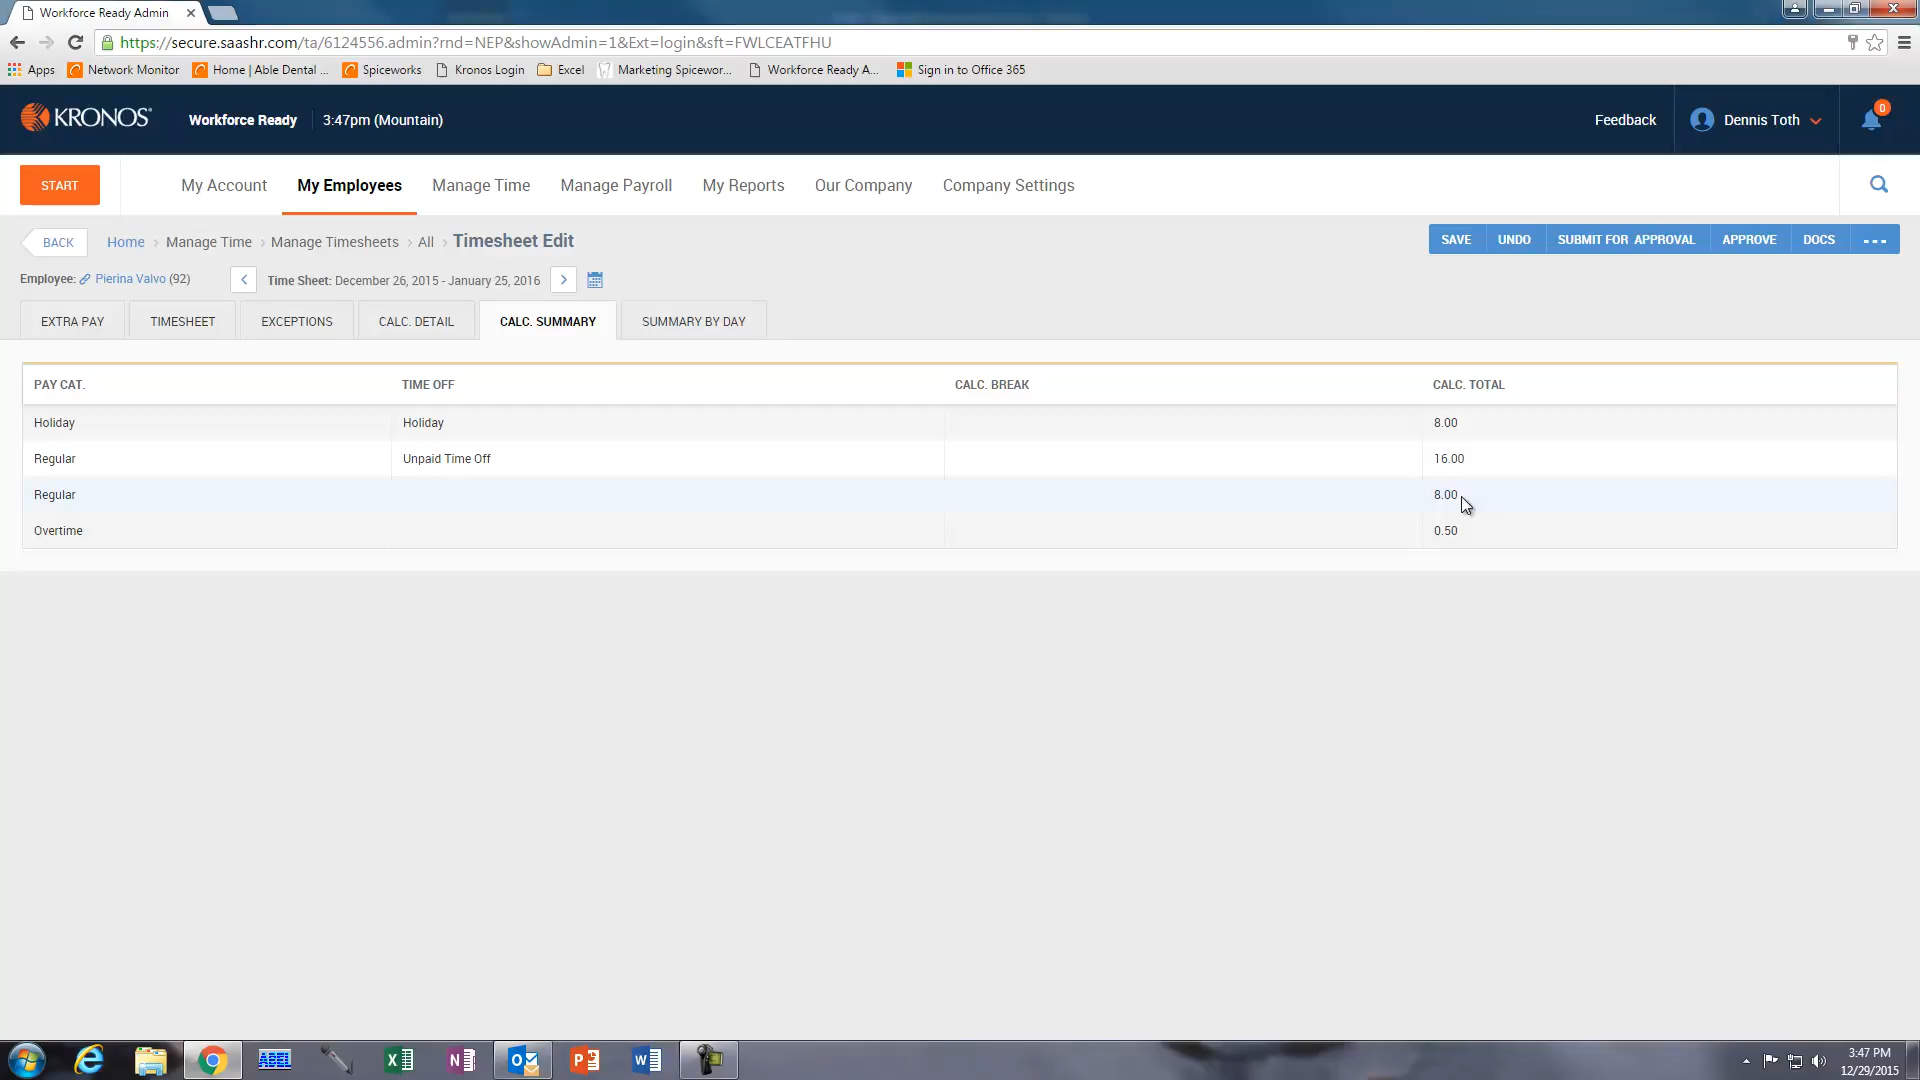 Workforce Ready Admin
https://secure.saashr.com/ta/6124556.admin?rnd=NEP&showAdmin=1&Ext=login&sft=FWLCEATFHU
Apps Network Monitor Home | Able Dental ... Spiceworks Kronos Login Excel Marketing Spicewor... Workforce Ready A... Sign in to Office 365
KRONOS Workforce Ready 3:47pm (Mountain) Feedback Dennis Toth 0
START My Account My Employees Manage Time Manage Payroll My Reports Our Company Company Settings
BACK Home › Manage Time › Manage Timesheets › All › Timesheet Edit SAVE UNDO SUBMIT FOR APPROVAL APPROVE DOCS
Employee: Pierina Valvo (92) Time Sheet: December 26, 2015 - January 25, 2016
EXTRA PAY TIMESHEET EXCEPTIONS CALC. DETAIL CALC. SUMMARY SUMMARY BY DAY
PAY CAT. TIME OFF CALC. BREAK CALC. TOTAL
Holiday Holiday 8.00
Regular Unpaid Time Off 16.00
Regular 8.00
Overtime 0.50
ABEL
3:47 PM
12/29/2015